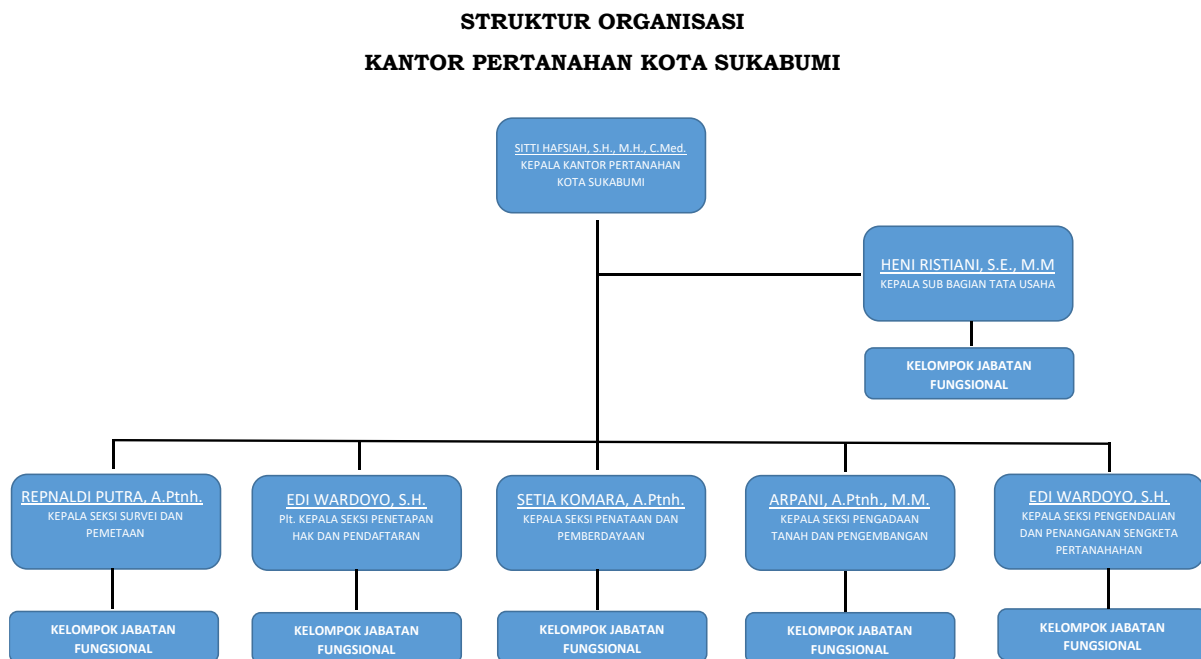 STRUKTUR ORGANISASI
KANTOR PERTANAHAN KOTA SUKABUMI
SITTI HAFSIAH, S.H., M.H., C.Med.
KEPALA KANTOR PERTANAHAN
KOTA SUKABUMI
HENI RISTIANI, S.E., M.M
KEPALA SUB BAGIAN TATA USAHA
KELOMPOK JABATAN
FUNGSIONAL
REPNALDI PUTRA, A.Ptnh.
KEPALA SEKSI SURVEI DAN
PEMETAAN
EDI WARDOYO, S.H.
Plt. KEPALA SEKSI PENETAPAN
HAK DAN PENDAFTARAN
SETIA KOMARA, A.Ptnh.
KEPALA SEKSI PENATAAN DAN
PEMBERDAYAAN
ARPANI, A.Ptnh., M.M.
KEPALA SEKSI PENGADAAN
TANAH DAN PENGEMBANGAN
EDI WARDOYO, S.H.
KEPALA SEKSI PENGENDALIAN
DAN PENANGANAN SENGKETA
PERTANAHAHAN
KELOMPOK JABATAN
FUNGSIONAL
KELOMPOK JABATAN
FUNGSIONAL
KELOMPOK JABATAN
FUNGSIONAL
KELOMPOK JABATAN
FUNGSIONAL
KELOMPOK JABATAN
FUNGSIONAL